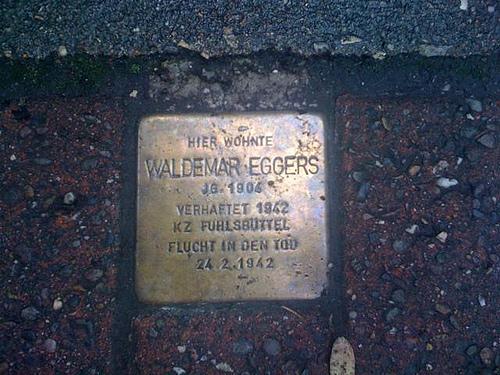 HIER WOHNTE
WALDEMAR EGGERS
JG. 1904
VERHAFTET 1942
KZ FUHLSBÜTTEL
FLUCHT IN DEN TOD
24.2.1942